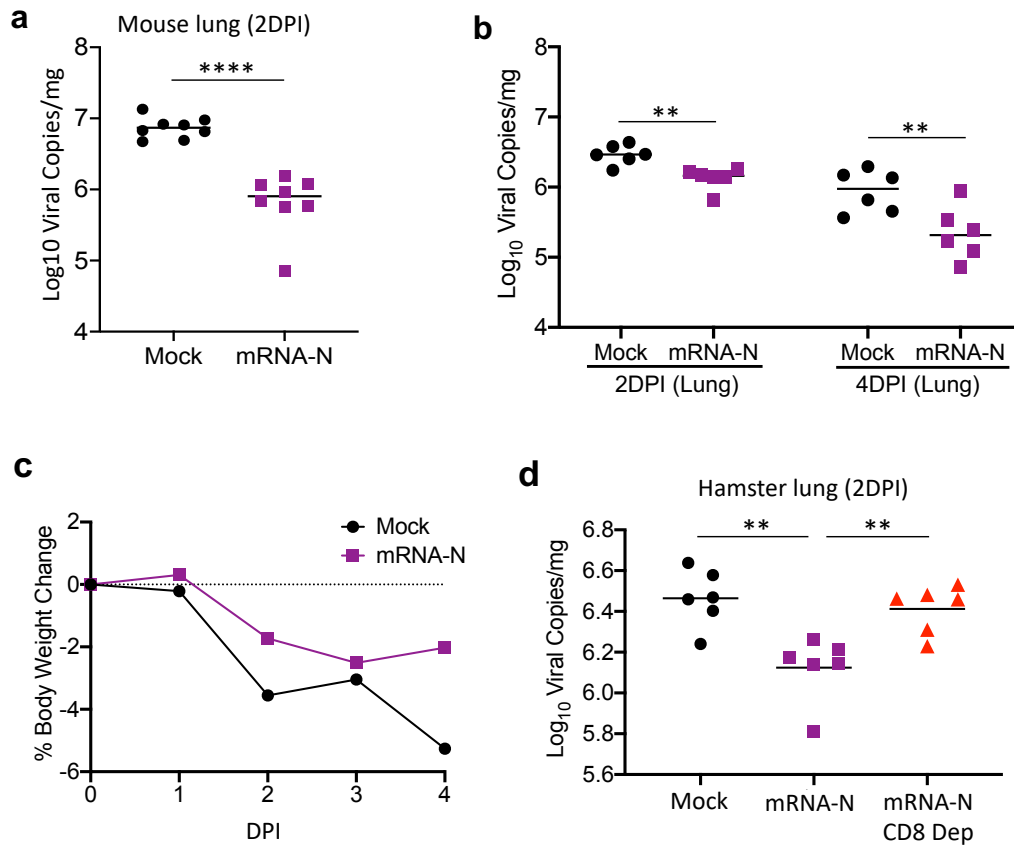 a
Mouse lung (2DPI)
Log10 Viral Copies/mg
8
7
6
5
4
****
Mock
mRNA-N
b
Log10 Viral Copies/mg
8
7
6
5
4
**
**
Mock mRNA-N
2DPI (Lung)
Mock mRNA-N
4DPI (Lung)
c
% Body Weight Change
2
0
-2
-4
-6
Mock
mRNA-N
0 1 2 3 4
DPI
d
Hamster lung (2DPI)
Log10 Viral Copies/mg
6.8
6.6
6.4
6.2
6.0
5.8
5.6
** **
Mock
mRNA-N
mRNA-N
CD8 Dep